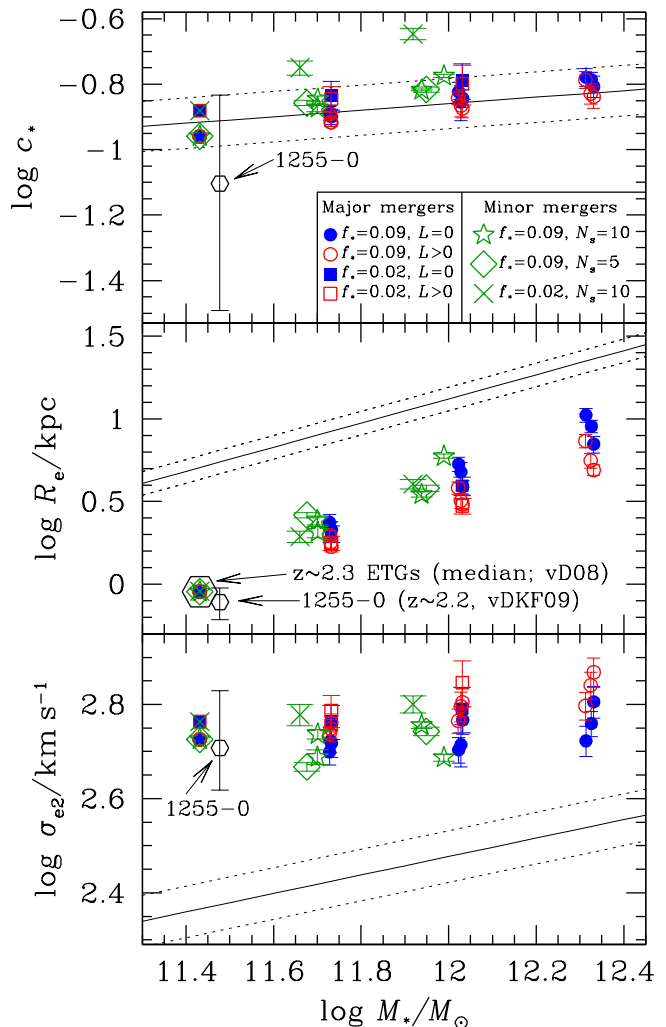 −0.6
−0.8
−1
−1.2
−1.4
log c*
1255−0
Major mergers
f*=0.09, L=0
f*=0.09, L>0
f*=0.02, L=0
f*=0.02, L>0
Minor mergers
f*=0.09, Ns=10
f*=0.09, Ns=5
f*=0.02, Ns=10
1.5
1
0.5
0
log Re/kpc
z~2.3 ETGs (median; vD08)
1255−0 (z~2.2, vDKF09)
2.8
2.6
2.4
log σe2/km s−1
1255−0
11.4 11.6 11.8 12 12.2 12.4
log M*/M⊙